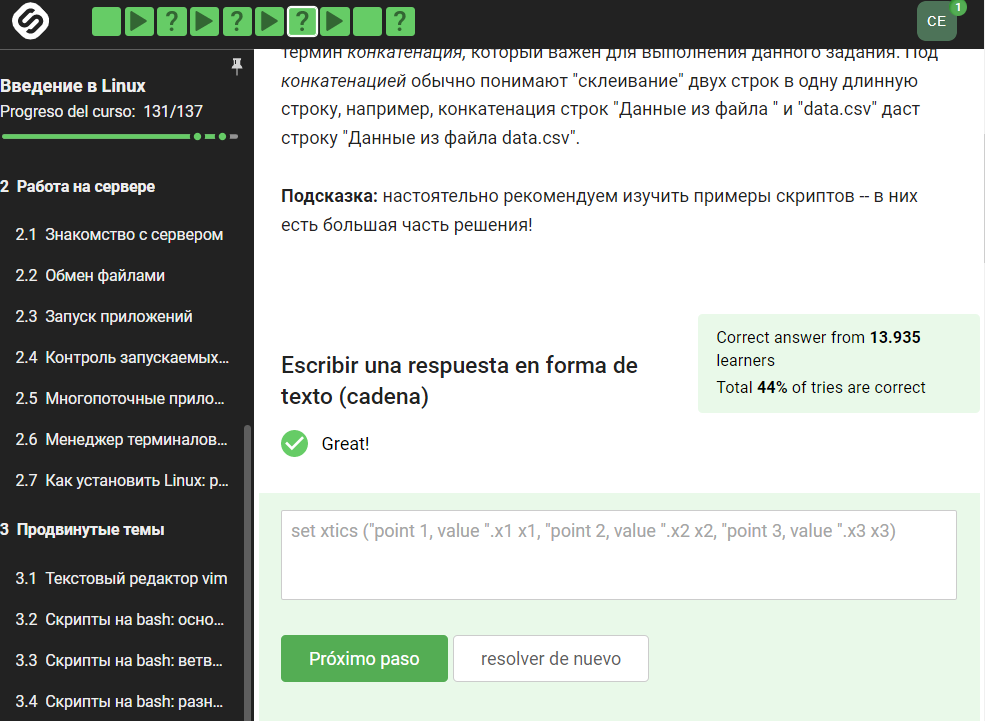 ? ? ? ?
CE
1
Введение в Linux
Progreso del curso: 131/137
2 Работа на сервере
2.1 Знакомство с сервером
2.2 Обмен файлами
2.3 Запуск приложений
2.4 Контроль запускаемых...
2.5 Многопоточные прило...
2.6 Менеджер терминалов...
2.7 Как установить Linux: р...
3 Продвинутые темы
3.1 Текстовый редактор vim
3.2 Скрипты на bash: осно...
3.3 Скрипты на bash: ветв...
3.4 Скрипты на bash: разн...
термин конкатенация, который важен для выполнения данного задания. Под
конкатенацией обычно понимают "склеивание" двух строк в одну длинную
строку, например, конкатенация строк "Данные из файла " и "data.csv" даст
строку "Данные из файла data.csv".
Подсказка: настоятельно рекомендуем изучить примеры скриптов -- в них
есть большая часть решения!
Correct answer from 13.935
learners
Total 44% of tries are correct
Escribir una respuesta en forma de
texto (cadena)
Great!
set xtics ("point 1, value ".x1 x1, "point 2, value ".x2 x2, "point 3, value ".x3 x3)
Próximo paso
resolver de nuevo